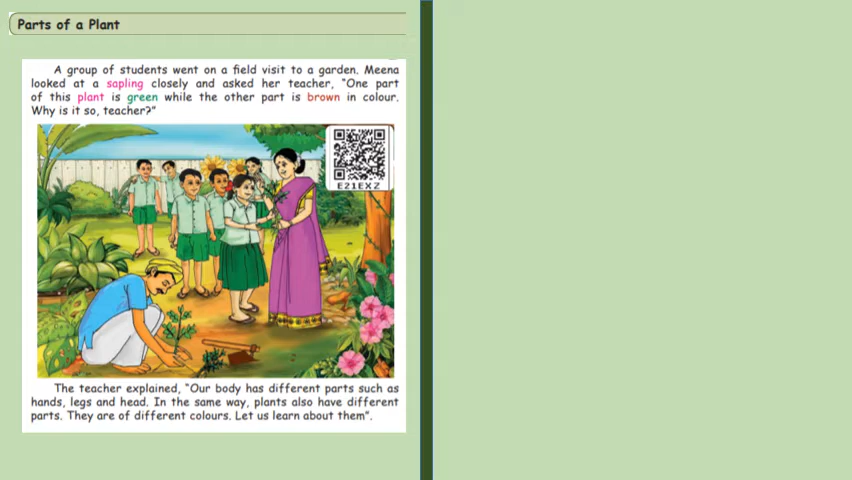 Parts of a Plant
A group of students went on a field visit to a garden. Meena
looked at a sapling closely and asked her teacher, “One part
of this plant is green while the other part is brown in colour.
Why is it so, teacher?”
E21EXZ
The teacher explained, “Our body has different parts such as
hands, legs and head. In the same way, plants also have different
parts. They are of different colours. Let us learn about them”.